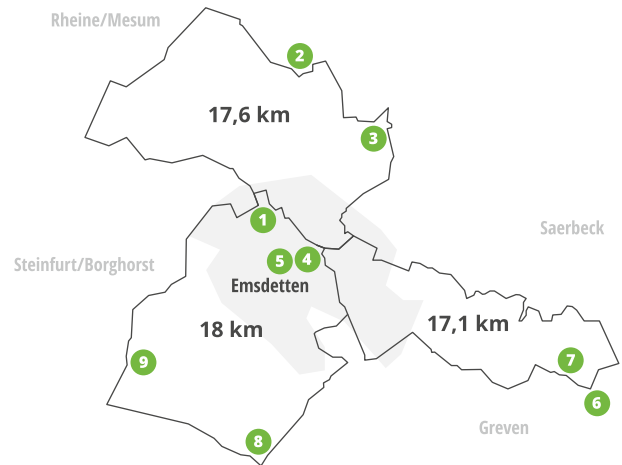 Rheine/Mesum
2
17,6 km
3
1
Saerbeck
5
4
Steinfurt/Borghorst
Emsdetten
18 km
17,1 km
9
7
6
Greven
8